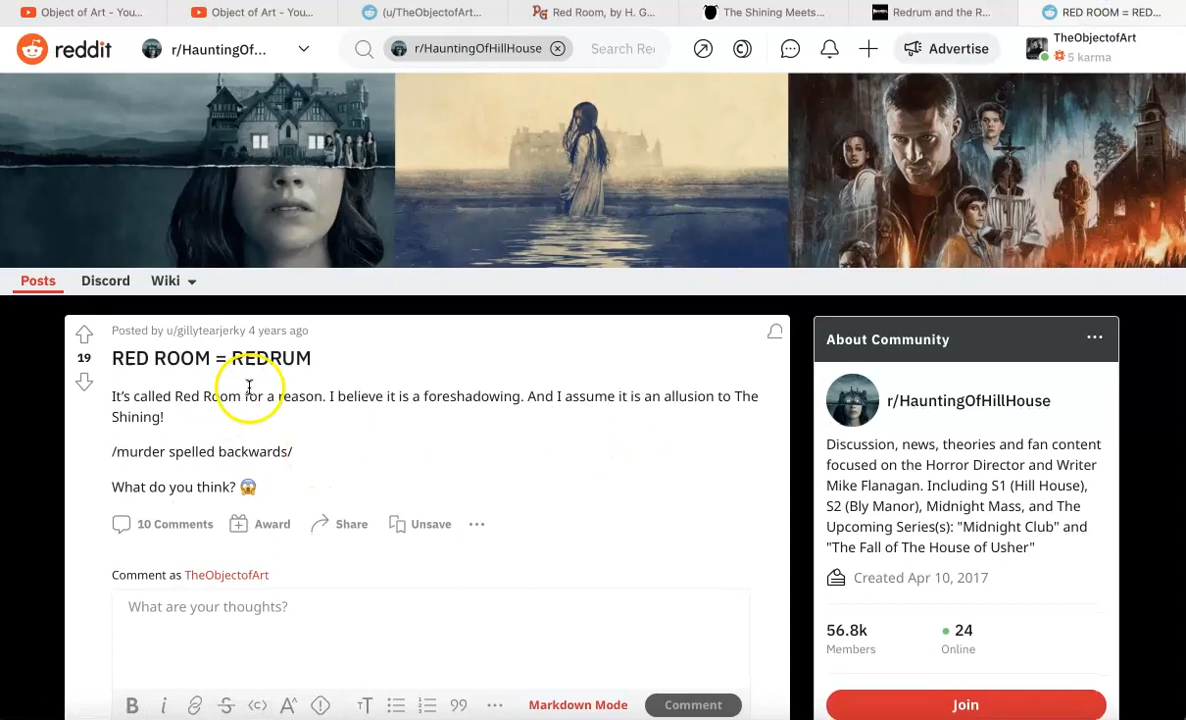 Object of Art - You...
Object of Art - You...
(u/TheObjectofArt...
Red Room, by H. G...
The Shining Meets...
Redrum and the R...
RED ROOM = RED...
reddit
r/HauntingOf...
r/HauntingOfHillHouse
Search Re
Advertise
TheObjectofArt
5 karma
Posts
Discord
Wiki
Posted by u/gillytearjerky 4 years ago
19
RED ROOM = REDRUM
It's called Red Room for a reason. I believe it is a foreshadowing. And I assume it is an allusion to The
Shining!
/murder spelled backwards/
What do you think? 😱
10 Comments
Award
Share
Unsave
Comment as TheObjectofArt
What are your thoughts?
Markdown Mode
Comment
About Community
r/HauntingOfHillHouse
Discussion, news, theories and fan content
focused on the Horror Director and Writer
Mike Flanagan. Including S1 (Hill House),
S2 (Bly Manor), Midnight Mass, and The
Upcoming Series(s): "Midnight Club" and
"The Fall of The House of Usher"
Created Apr 10, 2017
56.8k
24
Members
Online
Join